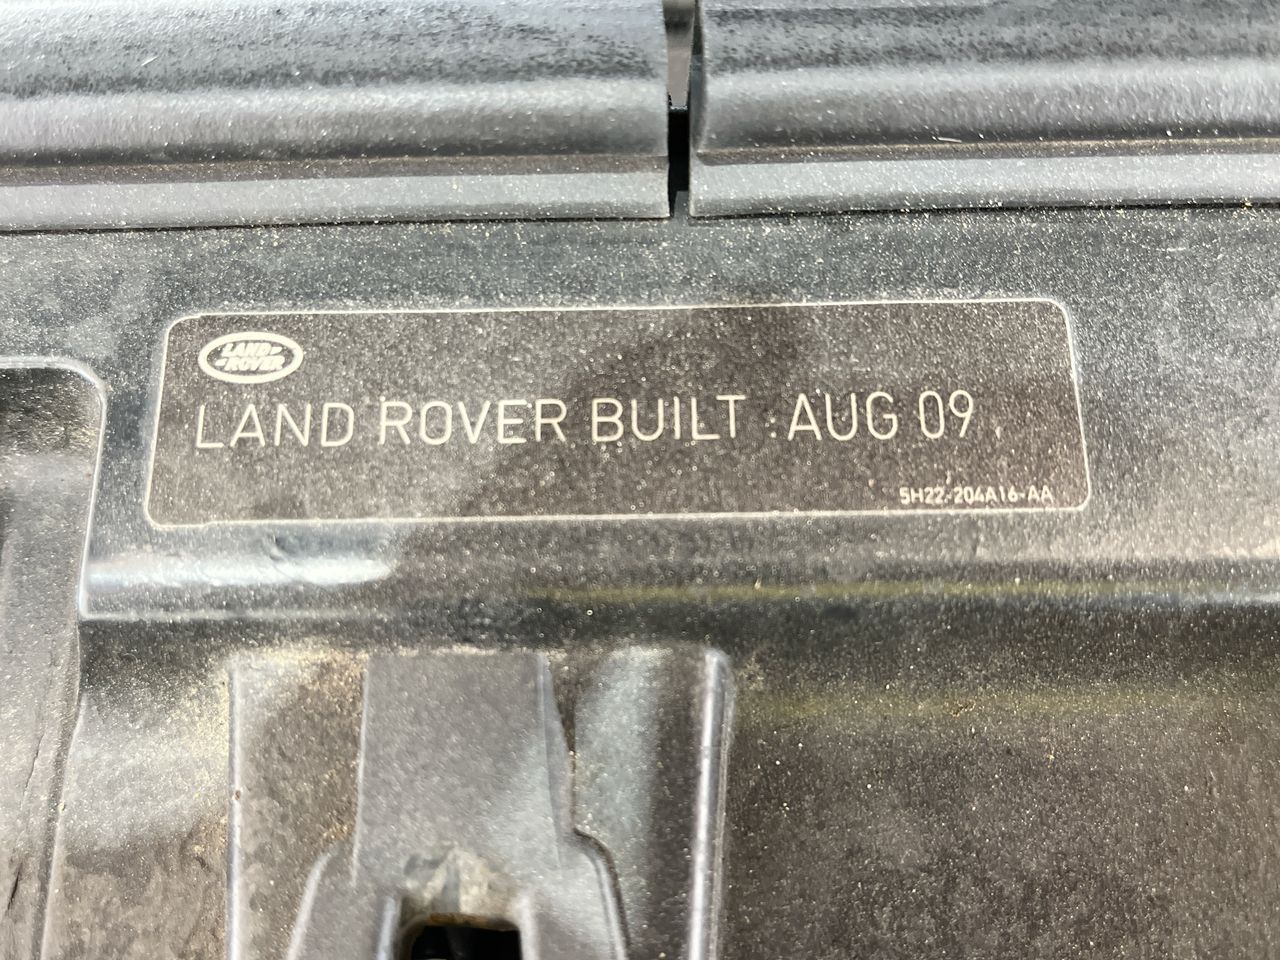 LAND
ROVER
LAND ROVER BUILT : AUG 09
5H22-204A16-AA